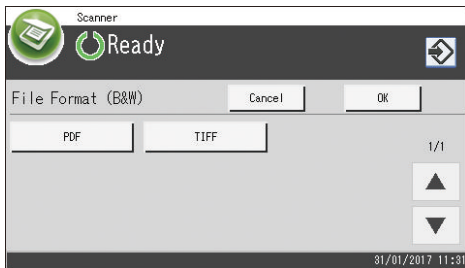 Scanner
Ready
File Format (B&W)
Cancel
OK
PDF
TIFF
1/1
31/01/2017 11:31